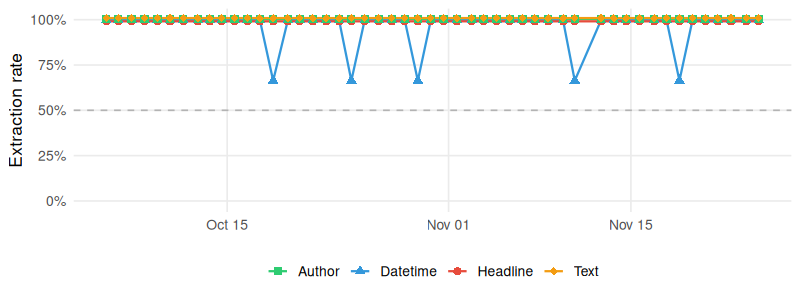 100%
75%
50%
25%
0%
Extraction rate
Oct 15
Nov 01
Nov 15
Author
Datetime
Headline
Text